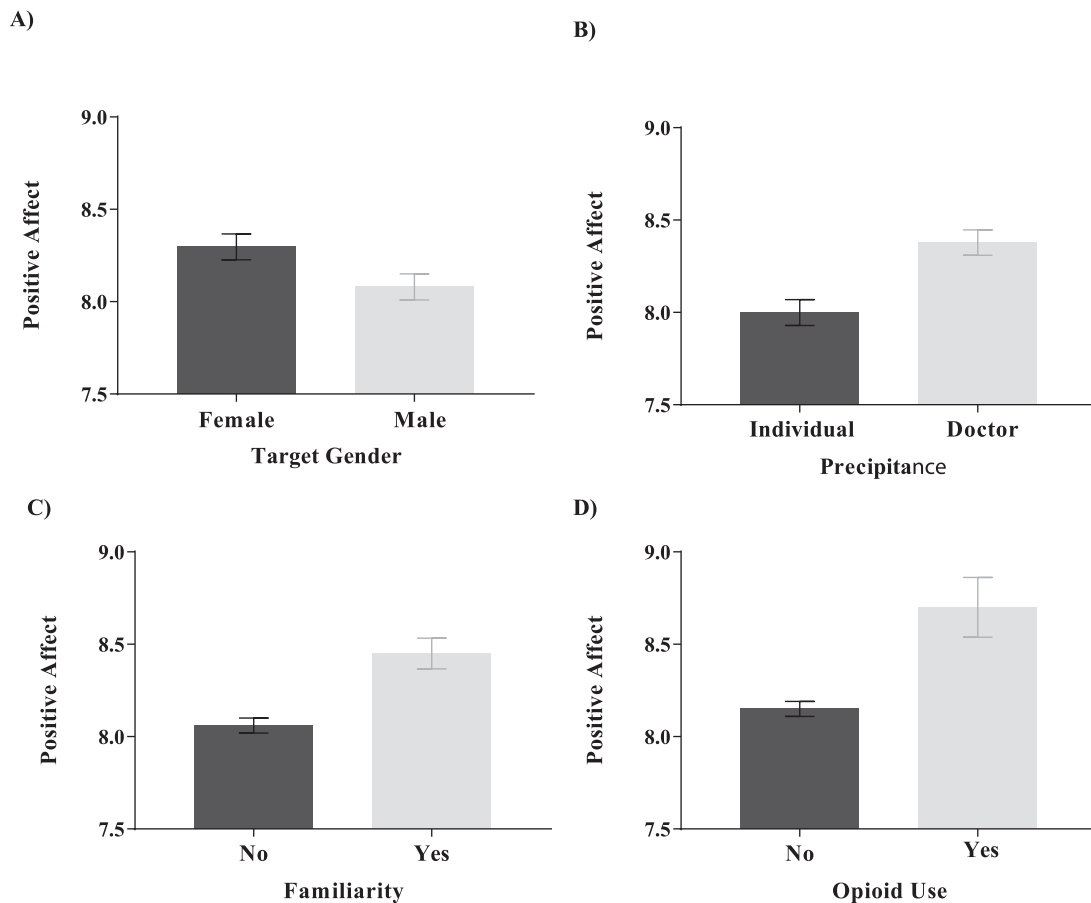 A)
9.0
8.5
8.0
7.5
Positive Affect
Female
Male
Target Gender
B)
9.0
8.5
8.0
7.5
Positive Affect
Individual
Doctor
Precipitance
C)
9.0
8.5
8.0
7.5
Positive Affect
No
Yes
Familiarity
D)
9.0
8.5
8.0
7.5
Positive Affect
No
Yes
Opioid Use